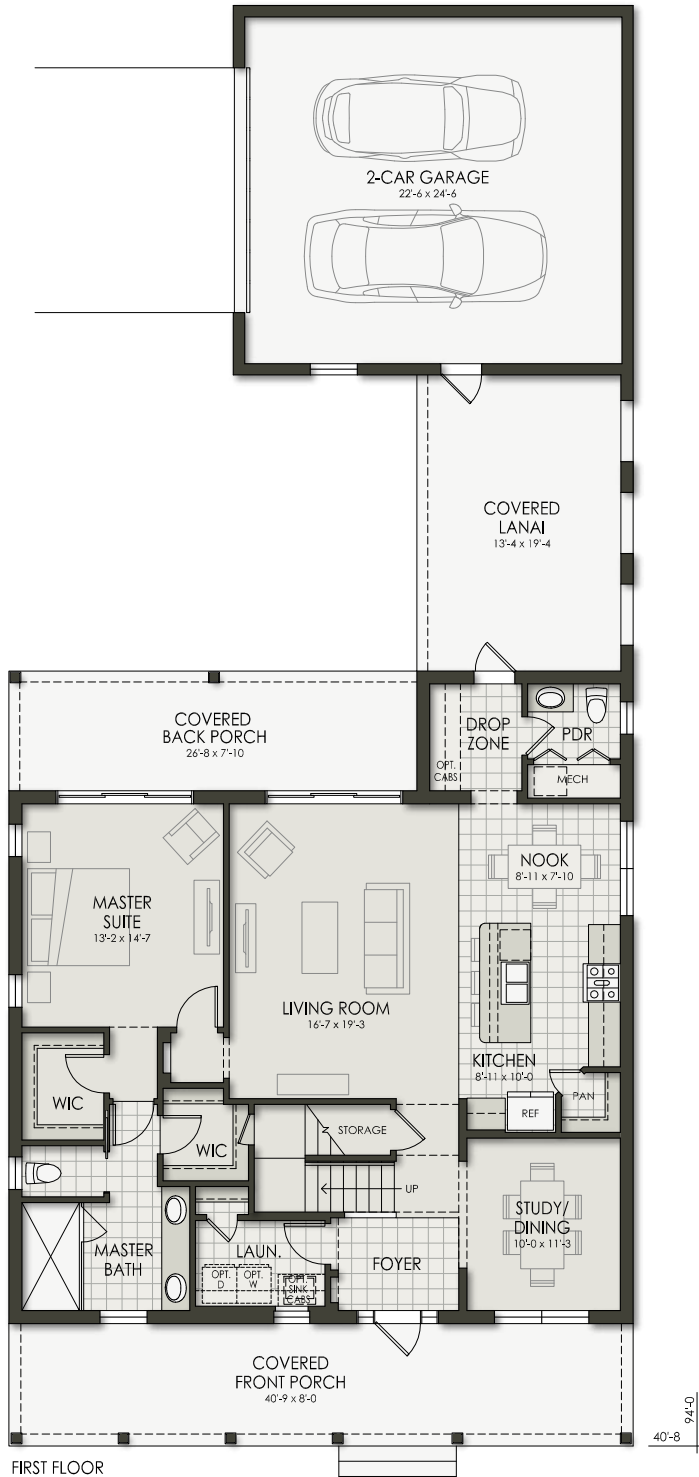 2-CAR GARAGE
22'-6 x 24'-6
COVERED
LANAI
13'-4 x 19'-4
COVERED
BACK PORCH
26'-8 x 7'-10
DROP
ZONE
PDR
OPT.
CABS
MECH
NOOK
8'-11 x 7'-10
MASTER
SUITE
13'-2 x 14'-7
LIVING ROOM
16'-7 x 19'-3
KITCHEN
8'-11 x 10'-0
PAN
WIC
REF
STORAGE
WIC
UP
STUDY/
DINING
10'-0 x 11'-3
MASTER
BATH
LAUN.
FOYER
OPT.
D
OPT.
W
OPT.
SINK
CABS
COVERED
FRONT PORCH
40'-9 x 8'-0
94'-0
40'-8
FIRST FLOOR